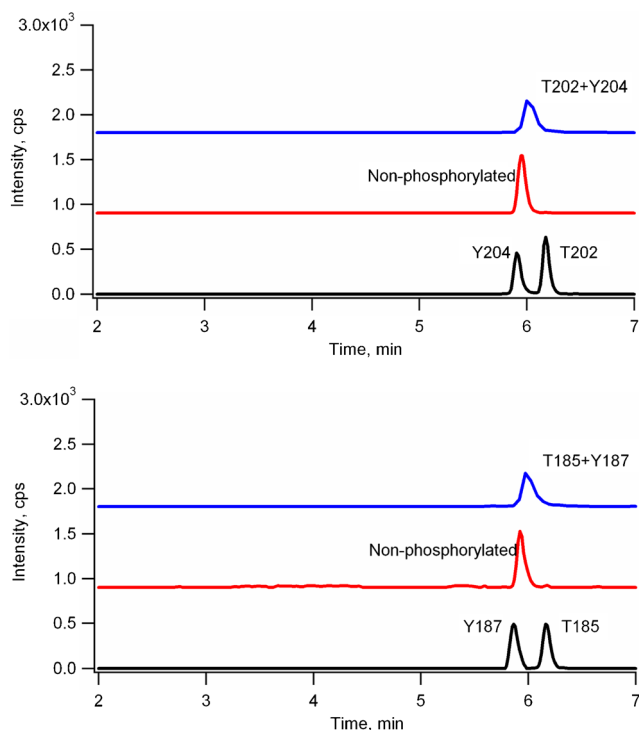 3.0x10³
2.5
2.0
1.5
1.0
0.5
0.0
Intensity, cps
T202+Y204
Non-phosphorylated
Y204
T202
2 3 4 5 6 7
Time, min
3.0x10³
2.5
2.0
1.5
1.0
0.5
0.0
Intensity, cps
T185+Y187
Non-phosphorylated
Y187
T185
2 3 4 5 6 7
Time, min